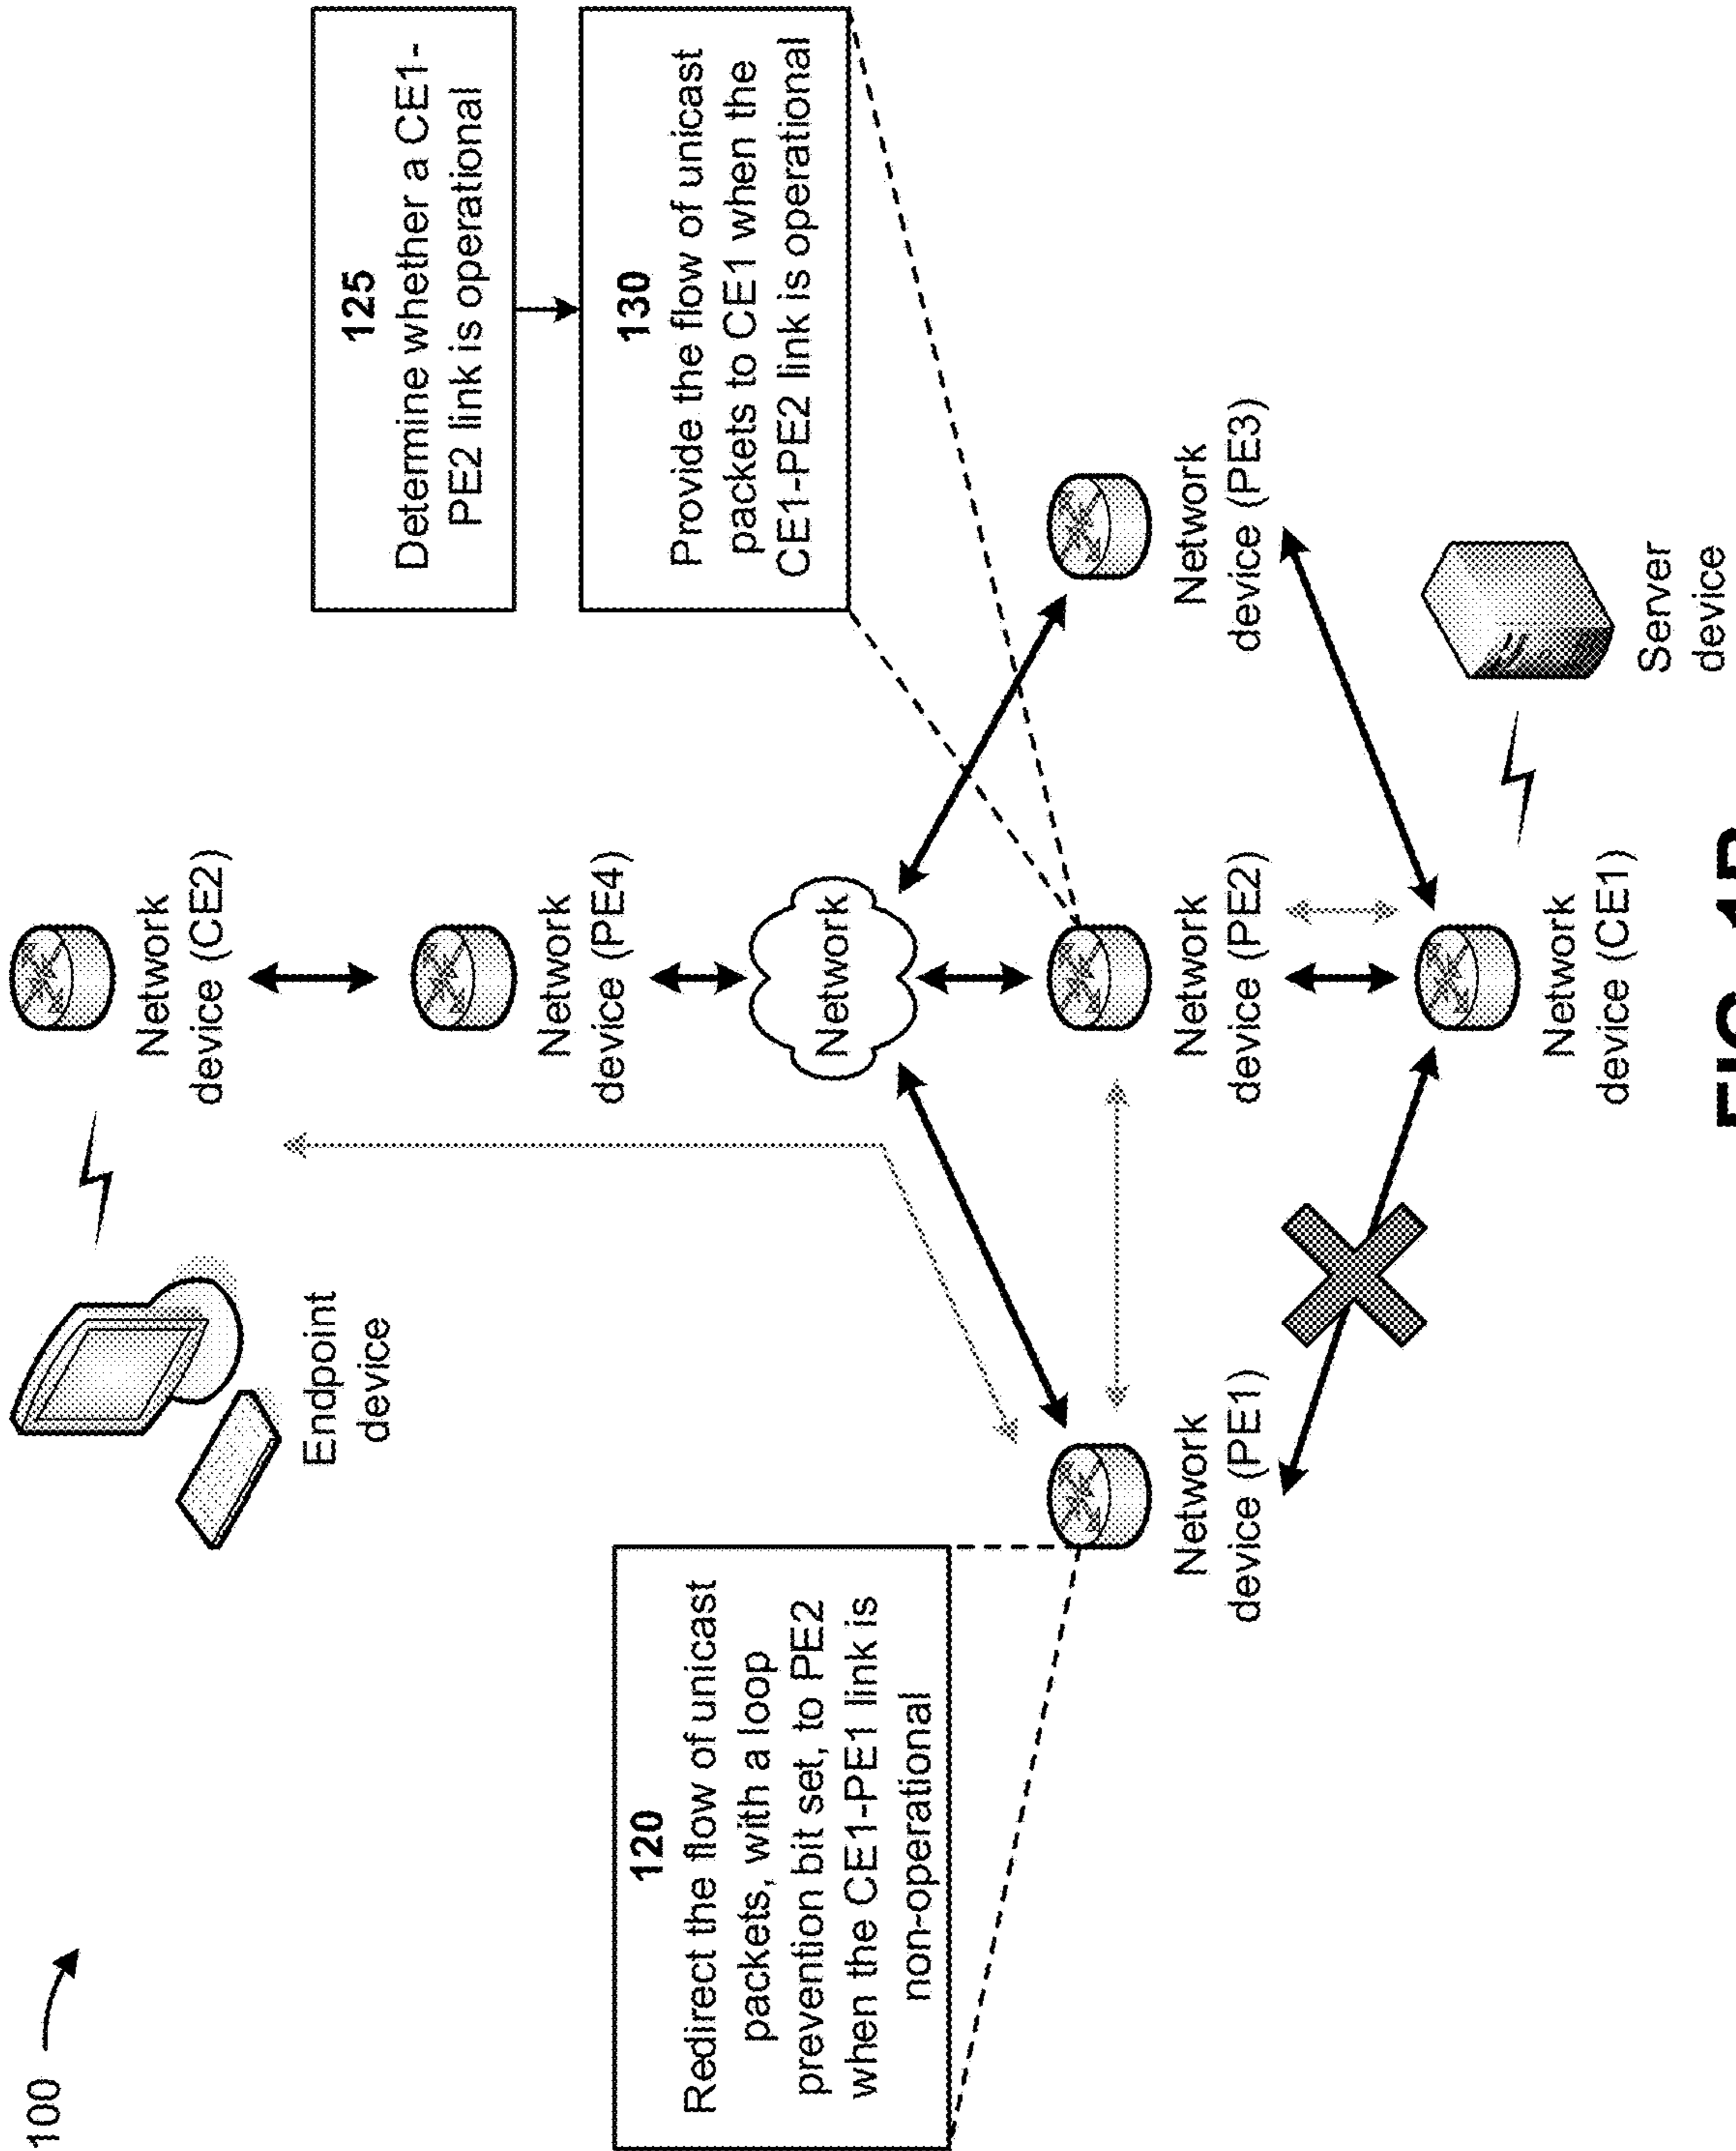 100
Endpoint
device
Network
device (CE2)
Network
device (PE4)
Network
120
Redirect the flow of unicast
packets, with a loop
prevention bit set, to PE2
when the CE1-PE1 link is
non-operational
125
Determine whether a CE1-
PE2 link is operational
130
Provide the flow of unicast
packets to CE1 when the
CE1-PE2 link is operational
Network
device (PE1)
Network
device (PE2)
Network
device (PE3)
Network
device (CE1)
Server
device
FIG. 1B